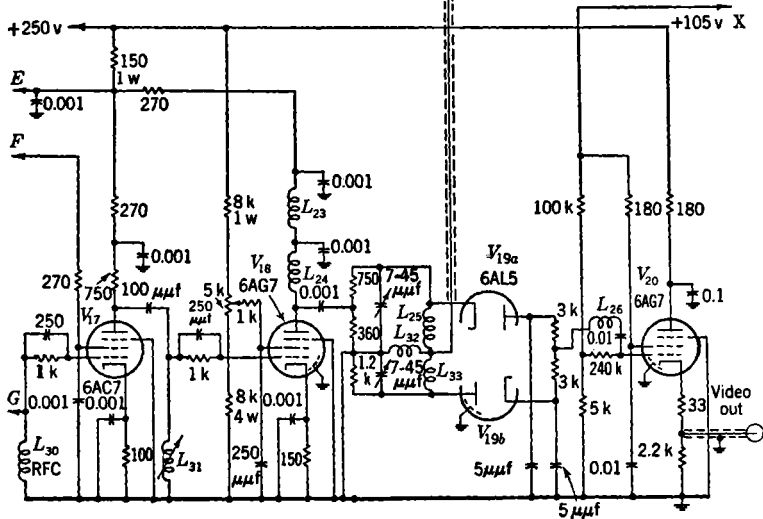 +250 v
+105 v X
150
1 w
E
0.001
270
F
270
8 k
1 w
L23
0.001
0.001
L24
100 k
180
180
0.001
270
750
100 μμf
5 k
250
μμf
1 k
V18
6AG7
0.001
750
7-45
μμf
L25
V19a
6AL5
V20
6AG7
0.1
V17
250
1 k
6AC7
1 k
360
L32
1.2
k
7-45
μμf
L33
3 k
3 k
L26
0.01
240 k
G
0.001
0.001
8 k
4 w
0.001
V19b
5 k
33
Video
out
L30
RFC
100
L31
250
μμf
150
5 μμf
5 μμf
0.01
2.2 k